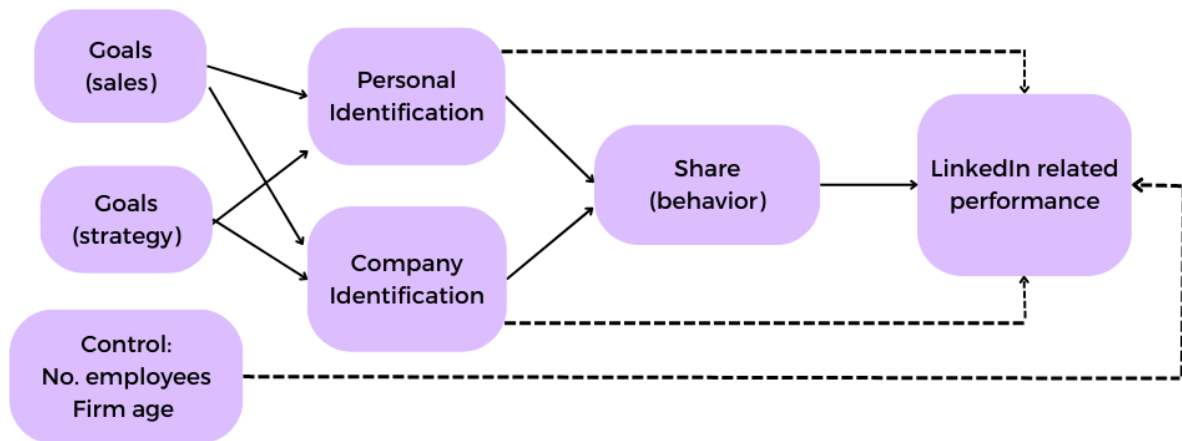 Goals
(sales)
Personal
Identification
Goals
(strategy)
Share
(behavior)
LinkedIn related
performance
Company
Identification
Control:
No. employees
Firm age